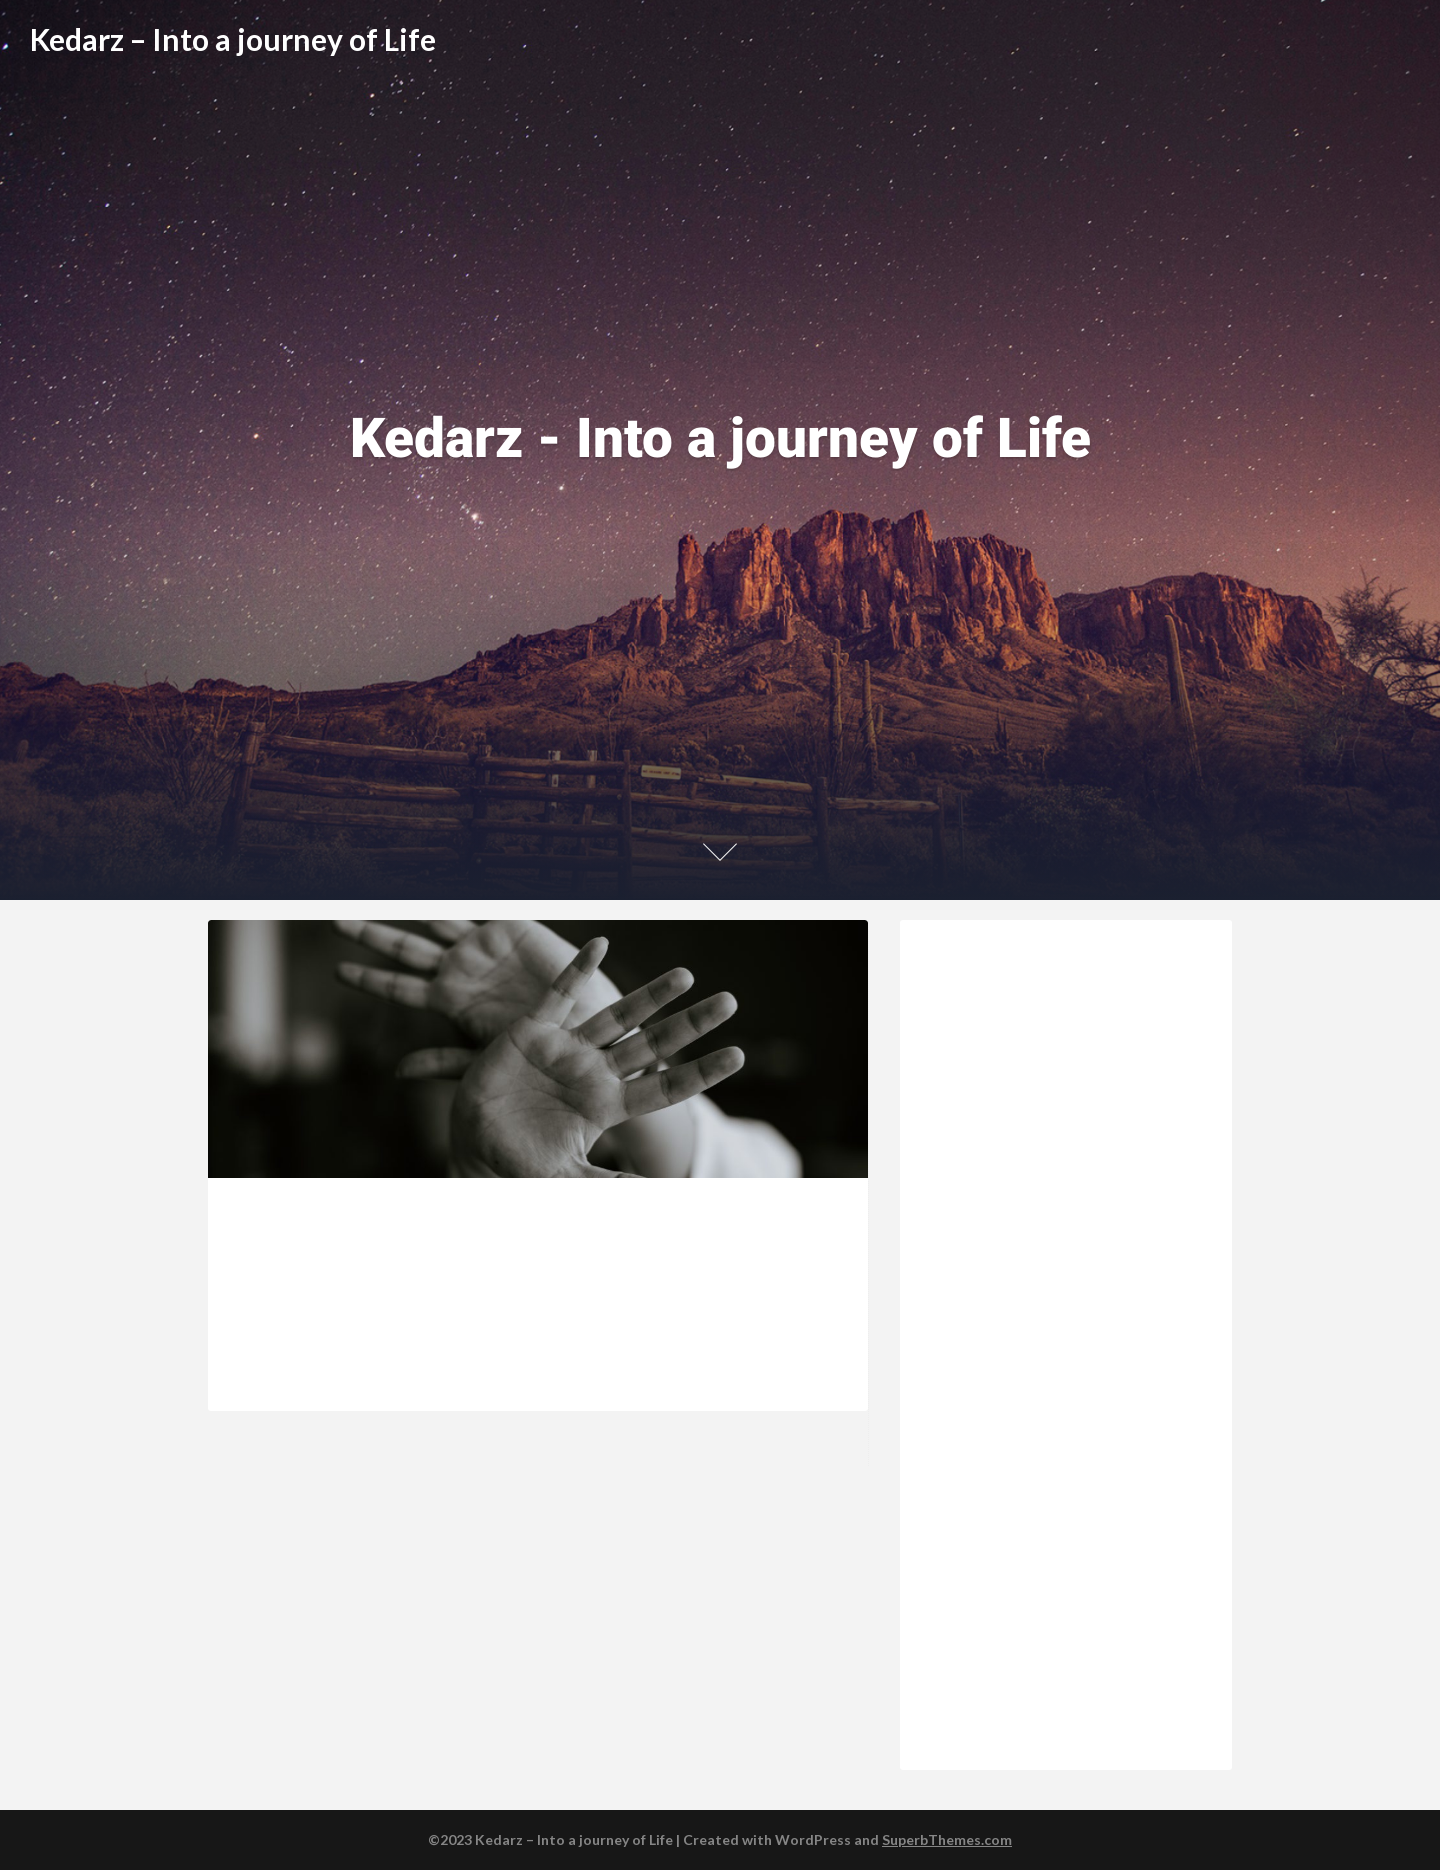 Kedarz – Into a journey of Life
Kedarz - Into a journey of Life
©2023 Kedarz – Into a journey of Life | Created with WordPress and SuperbThemes.com